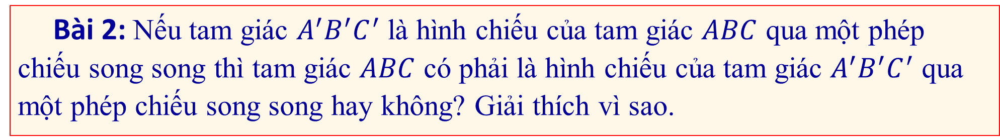 Bài 2: Nếu tam giác A′B′C′ là hình chiếu của tam giác ABC qua một phép
chiếu song song thì tam giác ABC có phải là hình chiếu của tam giác A′B′C′ qua
một phép chiếu song song hay không? Giải thích vì sao.